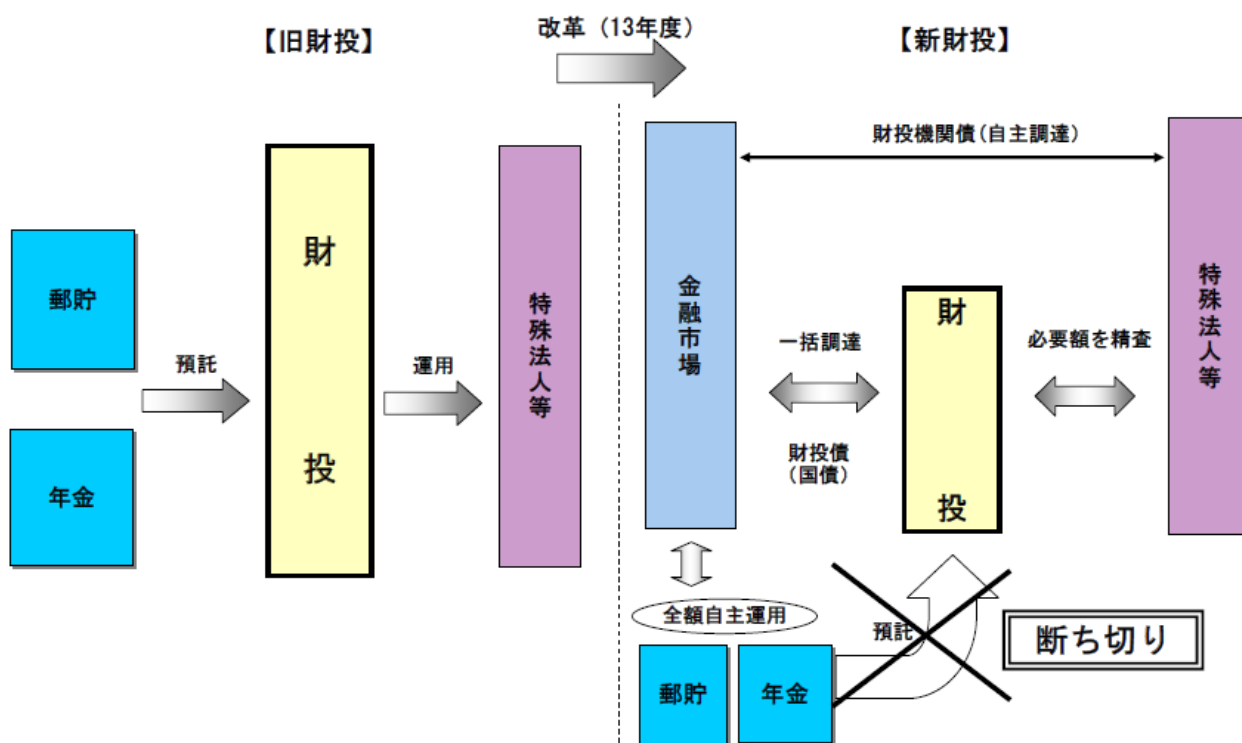 【旧財投】
改革（13年度）
【新財投】
郵貯
年金
預託
財投
運用
特殊法人等
金融市場
財投機関債（自主調達）
一括調達
財投債
（国債）
財投
必要額を精査
特殊法人等
全額自主運用
郵貯
年金
預託
断ち切り